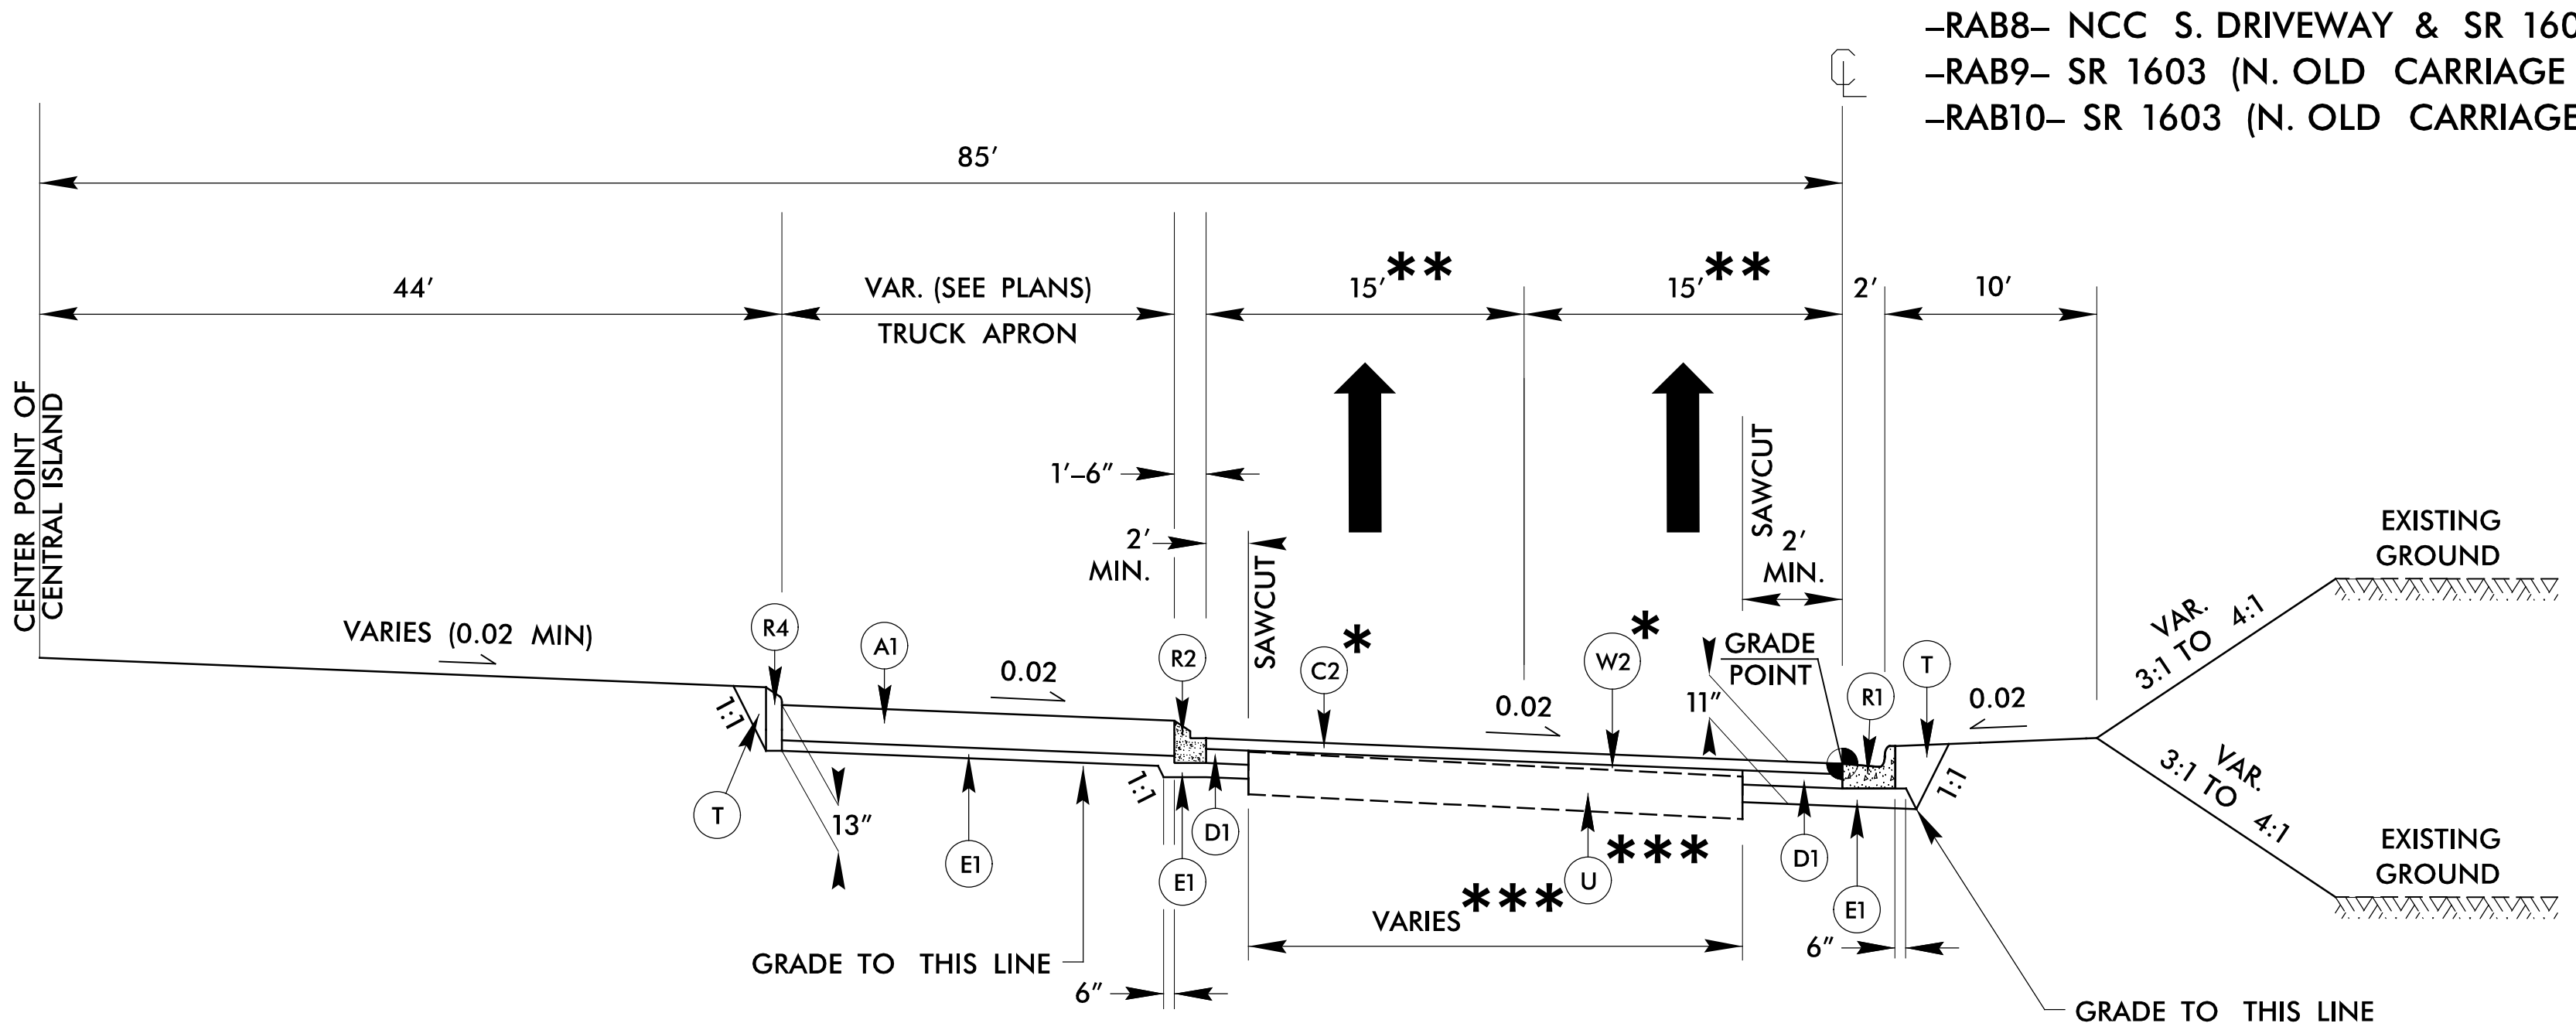 –RAB8– NCC S. DRIVEWAY & SR 160
–RAB9– SR 1603 (N. OLD CARRIAGE
–RAB10– SR 1603 (N. OLD CARRIAGE
CL
85'
44'
VAR. (SEE PLANS)
TRUCK APRON
15'**
15'**
2'
10'
CENTER POINT OF
CENTRAL ISLAND
1'–6"
2'
MIN.
SAWCUT
SAWCUT
2'
MIN.
EXISTING
GROUND
VARIES (0.02 MIN)
R4
A1
0.02
R2
C2*
W2*
0.02
GRADE
POINT
11"
R1
T
0.02
VAR.
3:1 TO 4:1
1:1
T
13"
E1
1:1
E1
D1
U***
D1
E1
1:1
VAR.
3:1 TO 4:1
EXISTING
GROUND
VARIES***
6"
GRADE TO THIS LINE
6"
GRADE TO THIS LINE